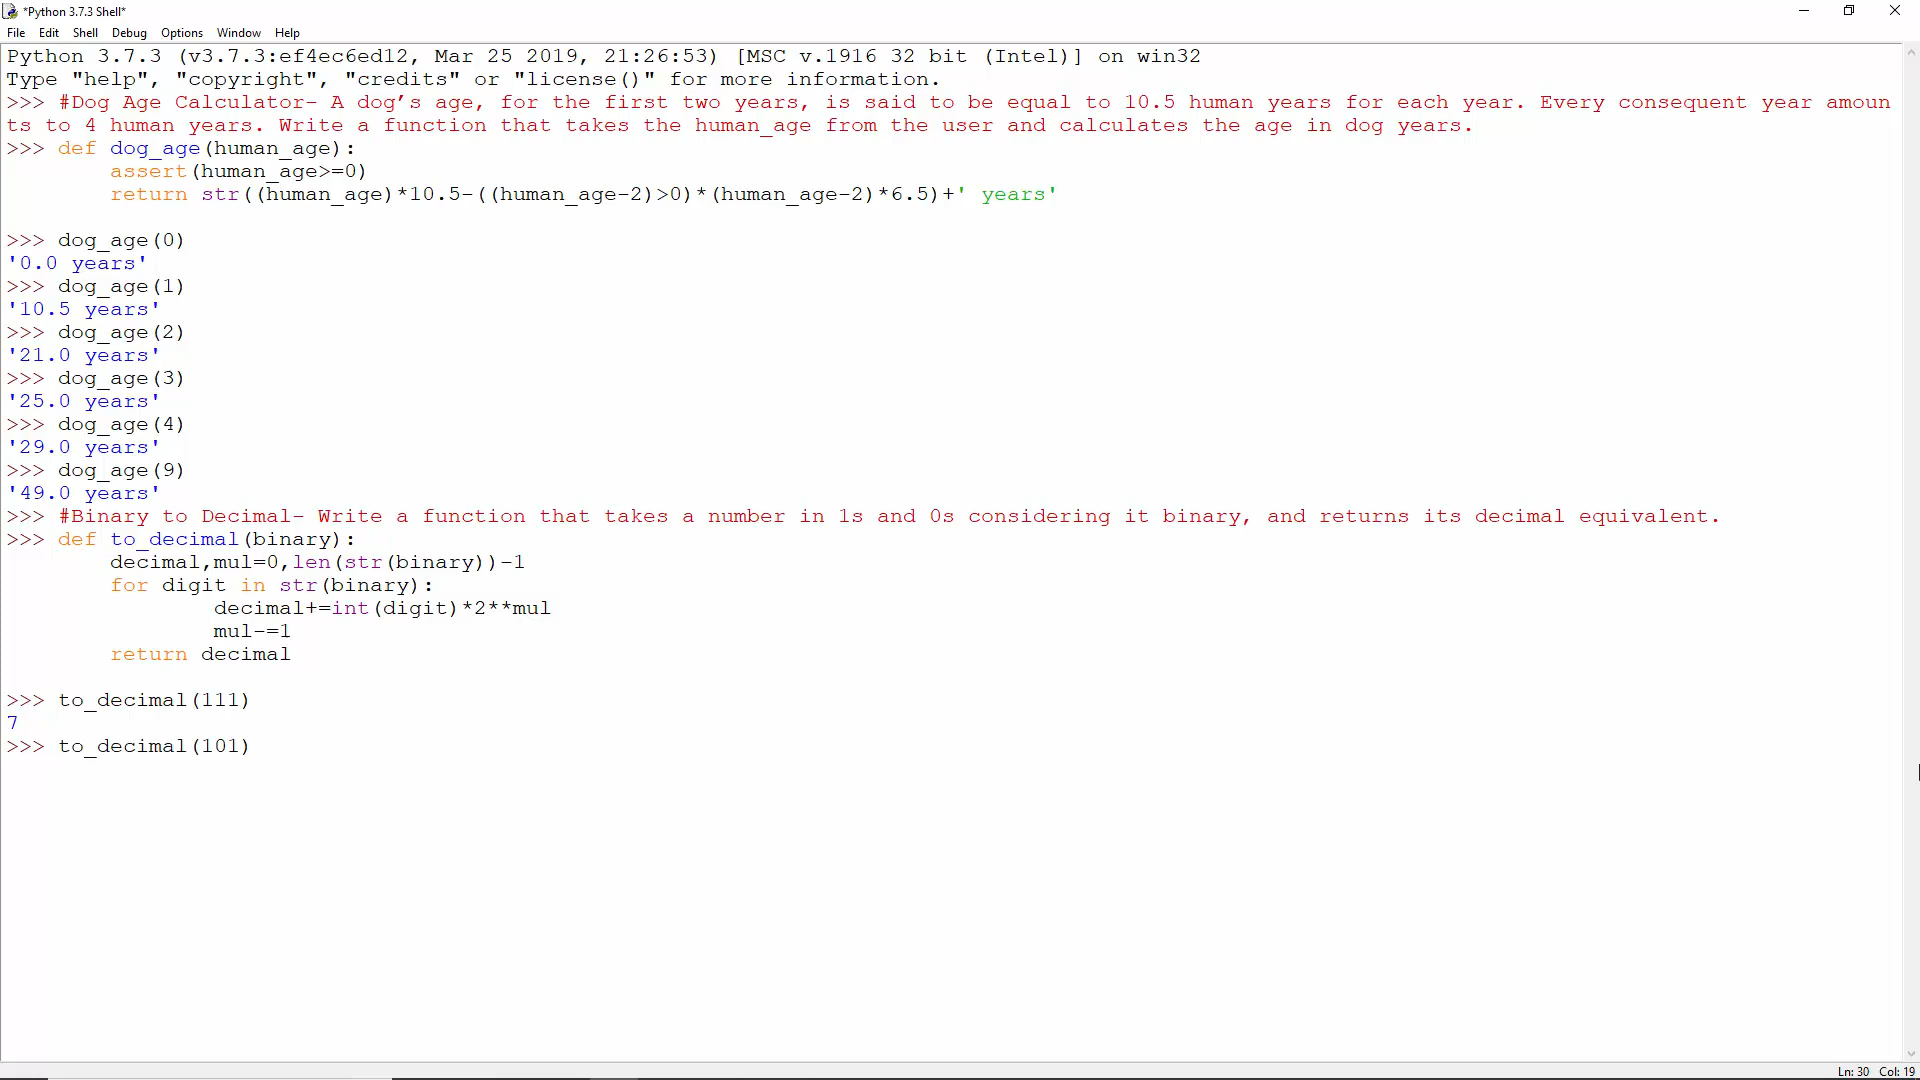 *Python 3.7.3 Shell*
File Edit Shell Debug Options Window Help
Python 3.7.3 (v3.7.3:ef4ec6ed12, Mar 25 2019, 21:26:53) [MSC v.1916 32 bit (Intel)] on win32
Type "help", "copyright", "credits" or "license()" for more information.
>>> #Dog Age Calculator- A dog’s age, for the first two years, is said to be equal to 10.5 human years for each year. Every consequent year amoun
ts to 4 human years. Write a function that takes the human_age from the user and calculates the age in dog years.
>>> def dog_age(human_age):
        assert(human_age>=0)
        return str((human_age)*10.5-((human_age-2)>0)*(human_age-2)*6.5)+' years'
>>> dog_age(0)
'0.0 years'
>>> dog_age(1)
'10.5 years'
>>> dog_age(2)
'21.0 years'
>>> dog_age(3)
'25.0 years'
>>> dog_age(4)
'29.0 years'
>>> dog_age(9)
'49.0 years'
>>> #Binary to Decimal- Write a function that takes a number in 1s and 0s considering it binary, and returns its decimal equivalent.
>>> def to_decimal(binary):
        decimal,mul=0,len(str(binary))-1
        for digit in str(binary):
                decimal+=int(digit)*2**mul
                mul-=1
        return decimal
>>> to_decimal(111)
7
>>> to_decimal(101)
Ln: 30 Col: 19